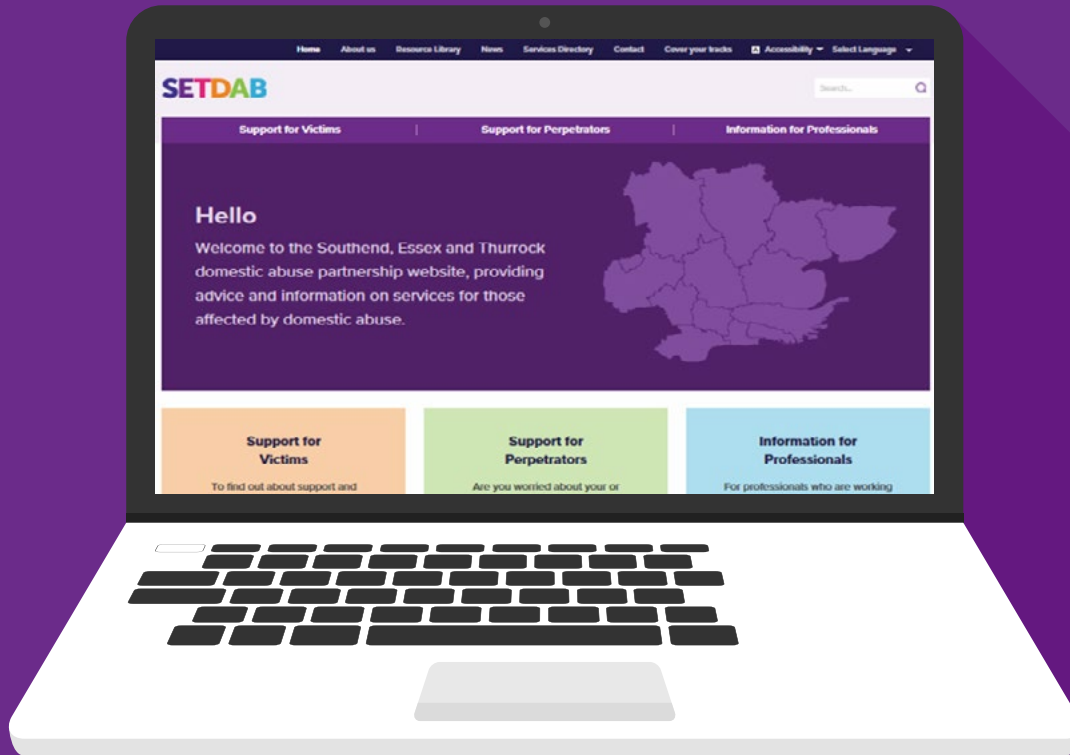 Home About us Resource Library News Services Directory Contact Cover your tracks A Accessibility Select Language
SETDAB
Search...
Support for Victims | Support for Perpetrators | Information for Professionals
Hello
Welcome to the Southend, Essex and Thurrock
domestic abuse partnership website, providing
advice and information on services for those
affected by domestic abuse.
Support for
Victims
To find out about support and
Support for
Perpetrators
Are you worried about your or
Information for
Professionals
For professionals who are working